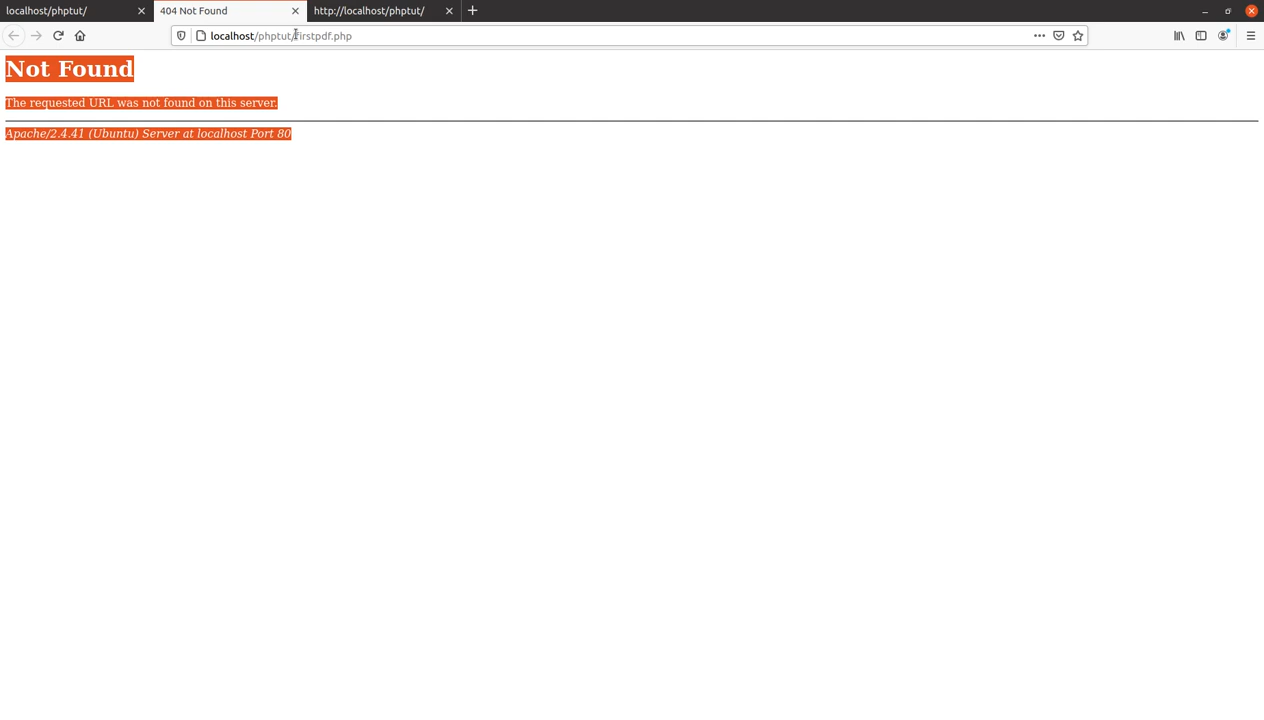 localhost/phptut/
404 Not Found
http://localhost/phptut/
localhost/phptut/firstpdf.php
Not Found
The requested URL was not found on this server.
Apache/2.4.41 (Ubuntu) Server at localhost Port 80